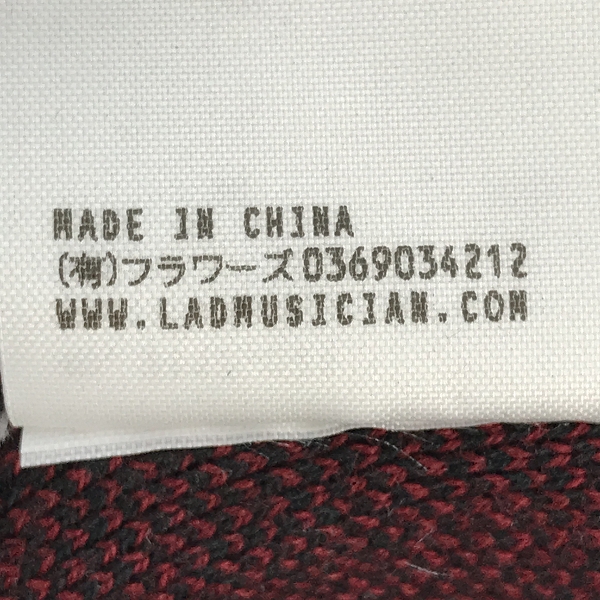 MADE IN CHINA
(有)フラワーズ0369034212
WWW.LADMUSICIAN.COM